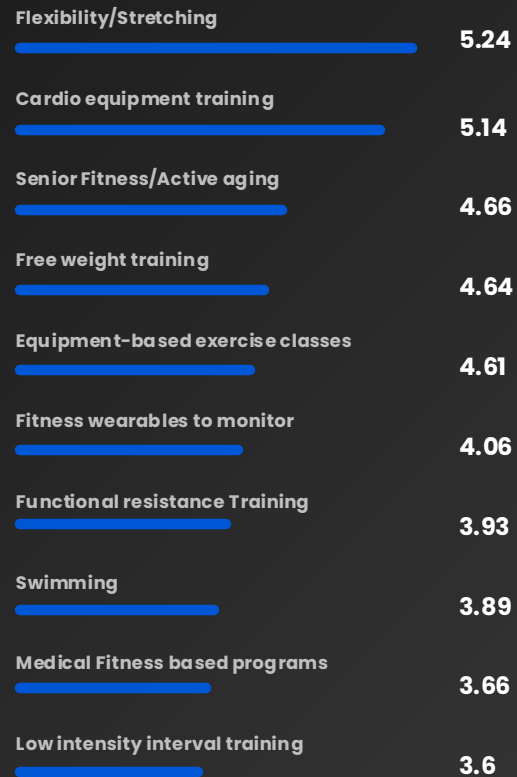 Flexibility/Stretching
5.24
Cardio equipment training
5.14
Senior Fitness/Active aging
4.66
Free weight training
4.64
Equipment-based exercise classes
4.61
Fitness wearables to monitor
4.06
Functional resistance Training
3.93
Swimming
3.89
Medical Fitness based programs
3.66
Low intensity interval training
3.6